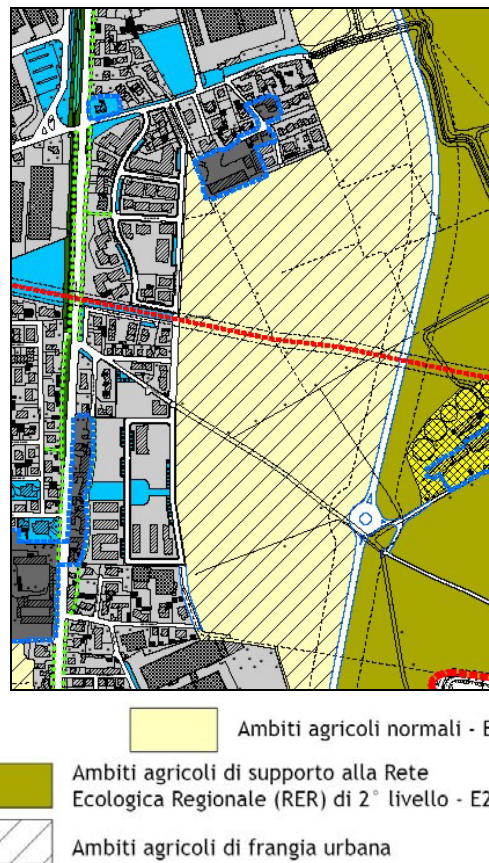 Ambiti agricoli normali - E
Ambiti agricoli di supporto alla Rete
Ecologica Regionale (RER) di 2° livello - E2
Ambiti agricoli di frangia urbana